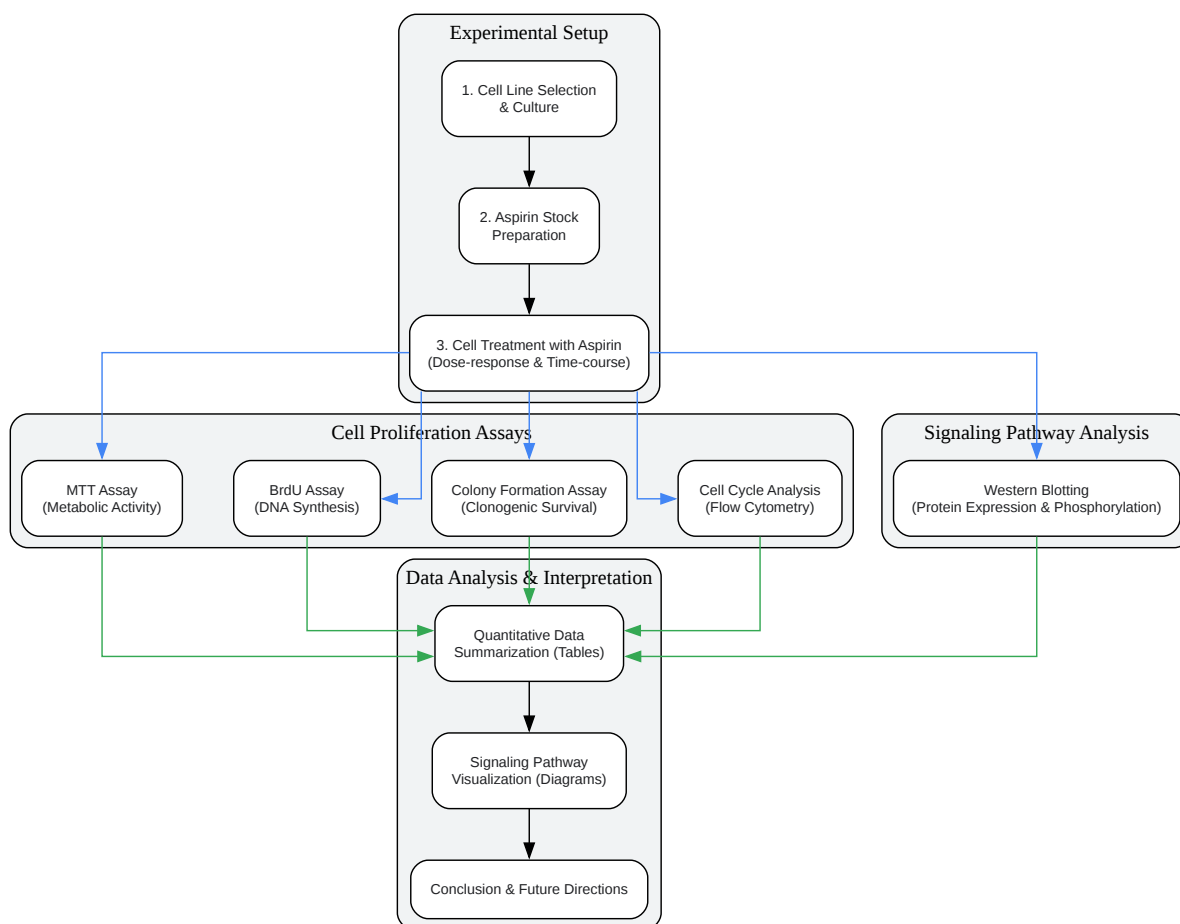 Experimental Setup
1. Cell Line Selection
& Culture
2. Aspirin Stock
Preparation
3. Cell Treatment with Aspirin
(Dose-response & Time-course)
Cell Proliferation Assays
Signaling Pathway Analysis
MTT Assay
(Metabolic Activity)
BrdU Assay
(DNA Synthesis)
Colony Formation Assay
(Clonogenic Survival)
Cell Cycle Analysis
(Flow Cytometry)
Western Blotting
(Protein Expression & Phosphorylation)
Data Analysis & Interpretation
Quantitative Data
Summarization (Tables)
Signaling Pathway
Visualization (Diagrams)
Conclusion & Future Directions